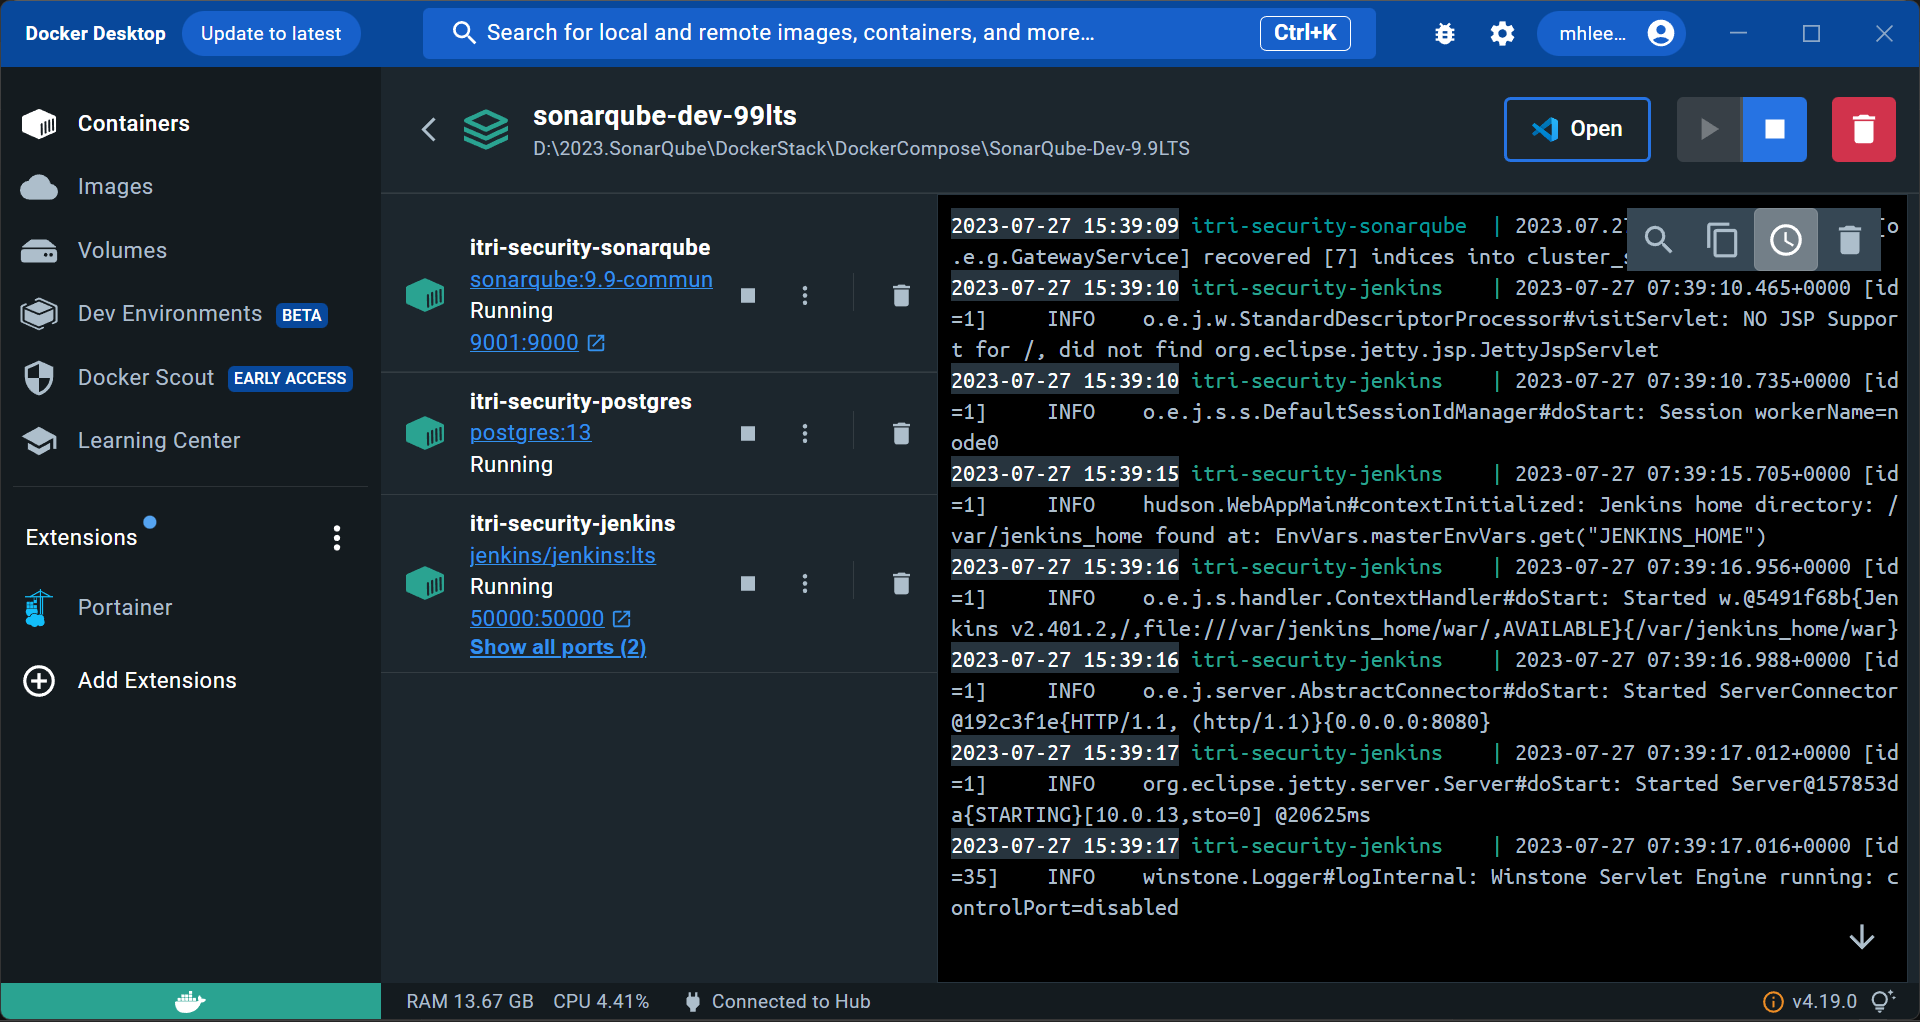 Docker Desktop
Update to latest
Search for local and remote images, containers, and more...
Ctrl+K
mhlee...
Containers
Images
Volumes
Dev Environments BETA
Docker Scout EARLY ACCESS
Learning Center
Extensions
Portainer
Add Extensions
sonarqube-dev-99lts
D:\2023.SonarQube\DockerStack\DockerCompose\SonarQube-Dev-9.9LTS
Open
itri-security-sonarqube
sonarqube:9.9-commun
Running
9001:9000
itri-security-postgres
postgres:13
Running
itri-security-jenkins
jenkins/jenkins:lts
Running
50000:50000
Show all ports (2)
2023-07-27 15:39:09 itri-security-sonarqube  | 2023.07.2 [o
.e.g.GatewayService] recovered [7] indices into cluster_
2023-07-27 15:39:10 itri-security-jenkins    | 2023-07-27 07:39:10.465+0000 [id
=1]     INFO    o.e.j.w.StandardDescriptorProcessor#visitServlet: NO JSP Suppor
t for /, did not find org.eclipse.jetty.jsp.JettyJspServlet
2023-07-27 15:39:10 itri-security-jenkins    | 2023-07-27 07:39:10.735+0000 [id
=1]     INFO    o.e.j.s.s.DefaultSessionIdManager#doStart: Session workerName=n
ode0
2023-07-27 15:39:15 itri-security-jenkins    | 2023-07-27 07:39:15.705+0000 [id
=1]     INFO    hudson.WebAppMain#contextInitialized: Jenkins home directory: /
var/jenkins_home found at: EnvVars.masterEnvVars.get("JENKINS_HOME")
2023-07-27 15:39:16 itri-security-jenkins    | 2023-07-27 07:39:16.956+0000 [id
=1]     INFO    o.e.j.s.handler.ContextHandler#doStart: Started w.@5491f68b{Jen
kins v2.401.2,/,file:///var/jenkins_home/war/,AVAILABLE}{/var/jenkins_home/war}
2023-07-27 15:39:16 itri-security-jenkins    | 2023-07-27 07:39:16.988+0000 [id
=1]     INFO    o.e.j.server.AbstractConnector#doStart: Started ServerConnector
@192c3f1e{HTTP/1.1, (http/1.1)}{0.0.0.0:8080}
2023-07-27 15:39:17 itri-security-jenkins    | 2023-07-27 07:39:17.012+0000 [id
=1]     INFO    org.eclipse.jetty.server.Server#doStart: Started Server@157853d
a{STARTING}[10.0.13,sto=0] @20625ms
2023-07-27 15:39:17 itri-security-jenkins    | 2023-07-27 07:39:17.016+0000 [id
=35]    INFO    winstone.Logger#logInternal: Winstone Servlet Engine running: c
ontrolPort=disabled
RAM 13.67 GB CPU 4.41% Connected to Hub
v4.19.0